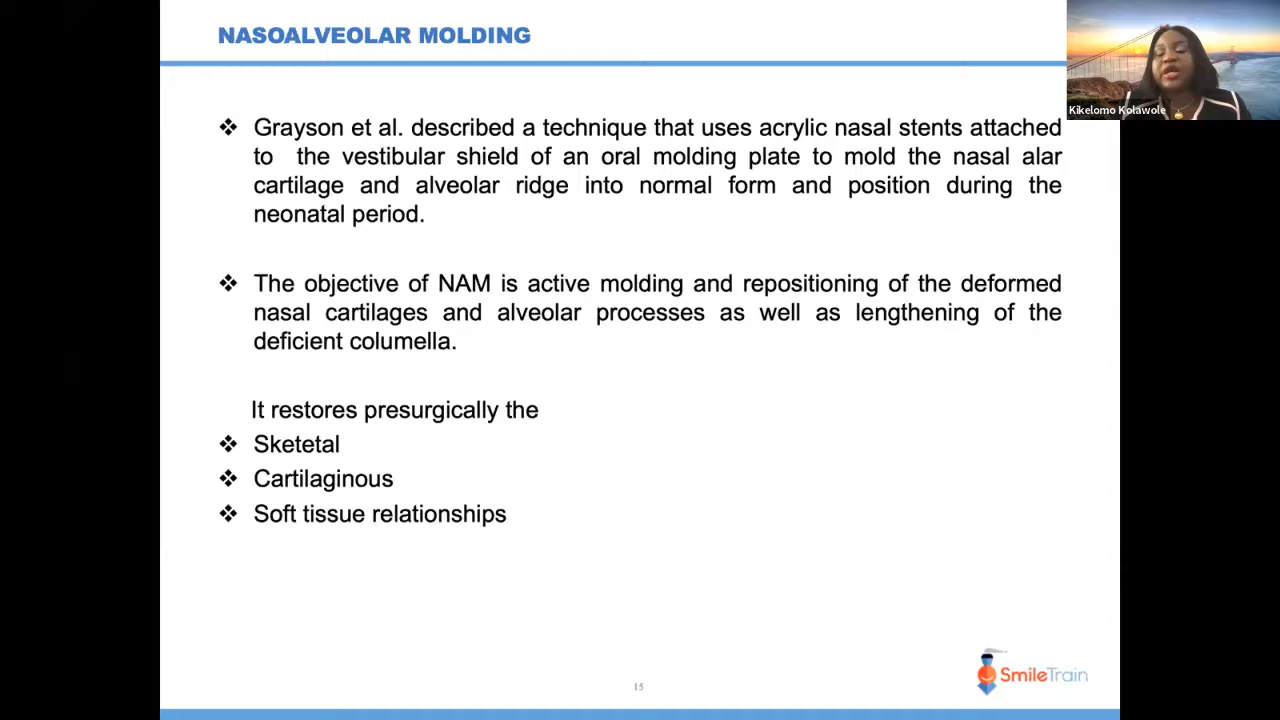 NASOALVEOLAR MOLDING
Kikelomo Kolawole
❖ Grayson et al. described a technique that uses acrylic nasal stents attached
to the vestibular shield of an oral molding plate to mold the nasal alar
cartilage and alveolar ridge into normal form and position during the
neonatal period.
❖ The objective of NAM is active molding and repositioning of the deformed
nasal cartilages and alveolar processes as well as lengthening of the
deficient columella.
It restores presurgically the
❖ Sketetal
❖ Cartilaginous
❖ Soft tissue relationships
SmileTrain
15